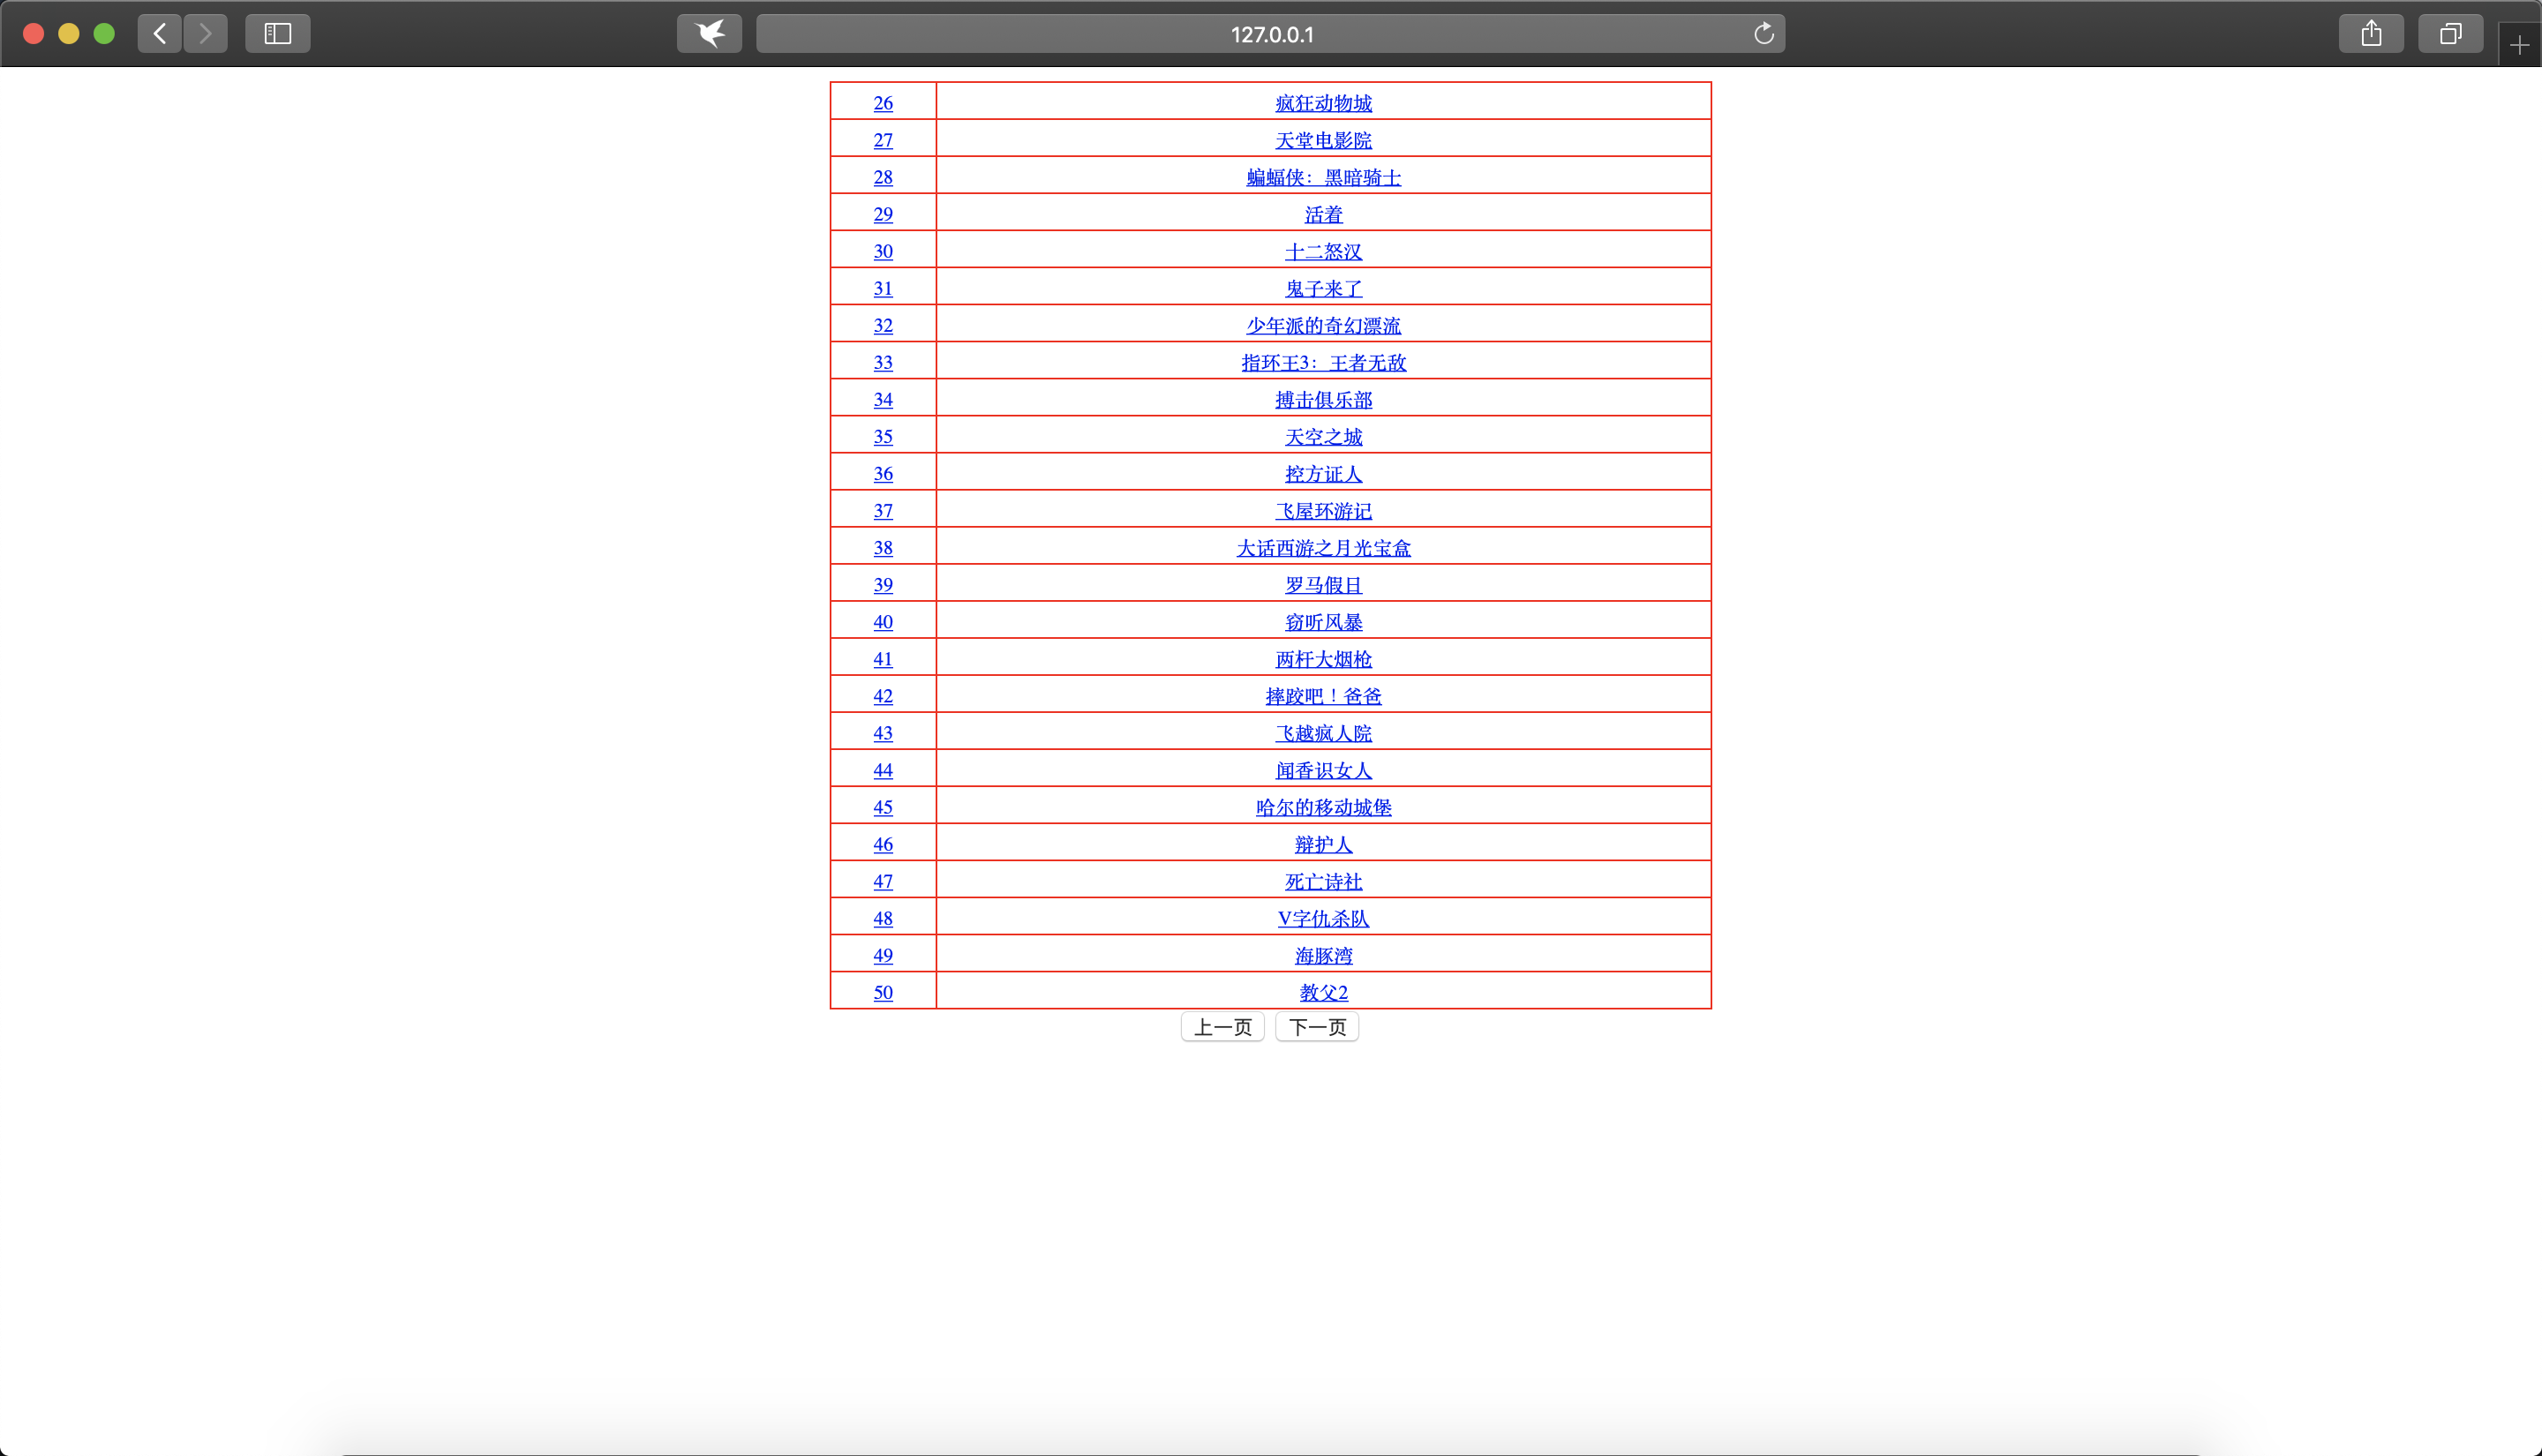 127.0.0.1
26 疯狂动物城
27 天堂电影院
28 蝙蝠侠：黑暗骑士
29 活着
30 十二怒汉
31 鬼子来了
32 少年派的奇幻漂流
33 指环王3：王者无敌
34 搏击俱乐部
35 天空之城
36 控方证人
37 飞屋环游记
38 大话西游之月光宝盒
39 罗马假日
40 窃听风暴
41 两杆大烟枪
42 摔跤吧！爸爸
43 飞越疯人院
44 闻香识女人
45 哈尔的移动城堡
46 辩护人
47 死亡诗社
48 V字仇杀队
49 海豚湾
50 教父2
上一页 下一页